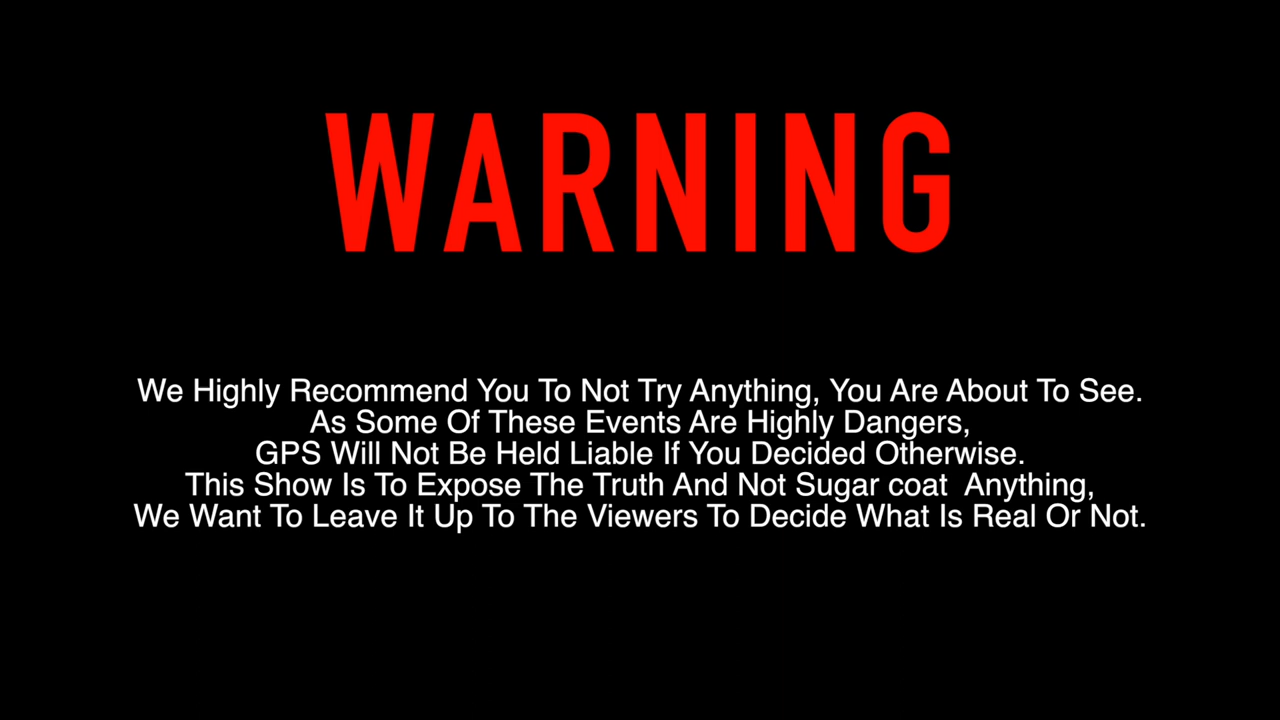 WARNING
We Highly Recommend You To Not Try Anything, You Are About To See.
As Some Of These Events Are Highly Dangers,
GPS Will Not Be Held Liable If You Decided Otherwise.
This Show Is To Expose The Truth And Not Sugar coat  Anything,
We Want To Leave It Up To The Viewers To Decide What Is Real Or Not.